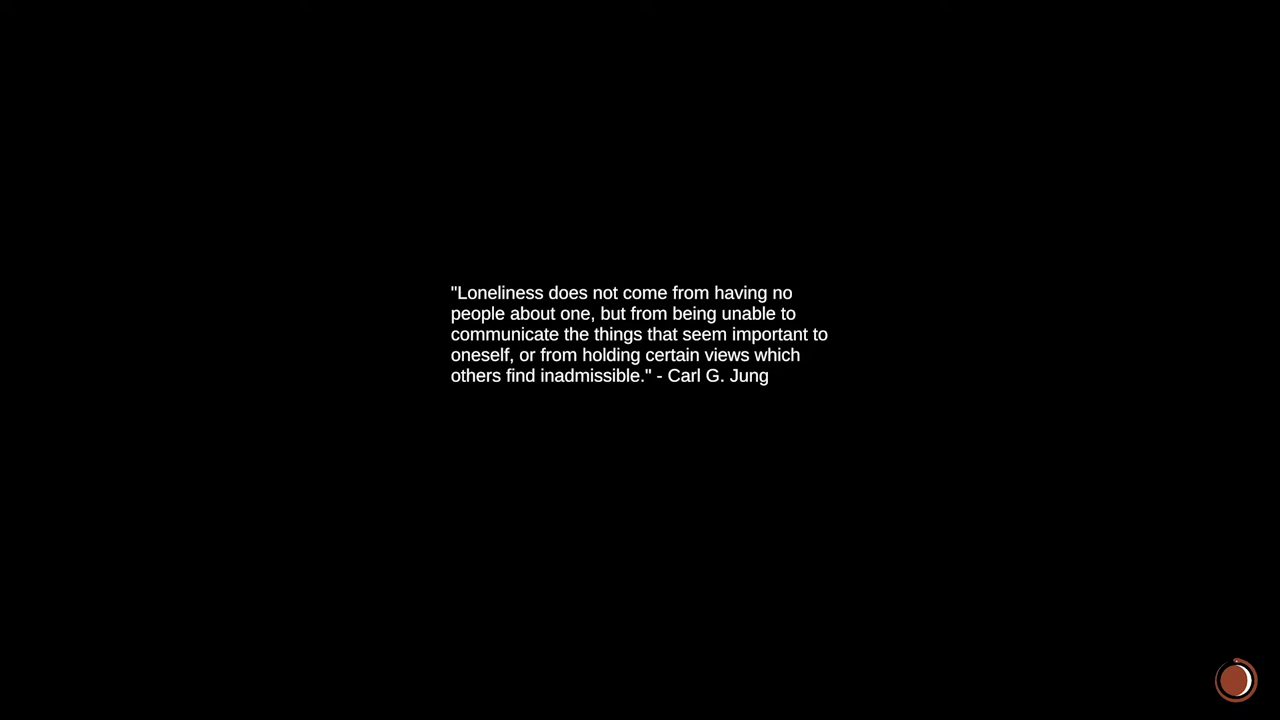 "Loneliness does not come from having no
people about one, but from being unable to
communicate the things that seem important to
oneself, or from holding certain views which
others find inadmissible." - Carl G. Jung